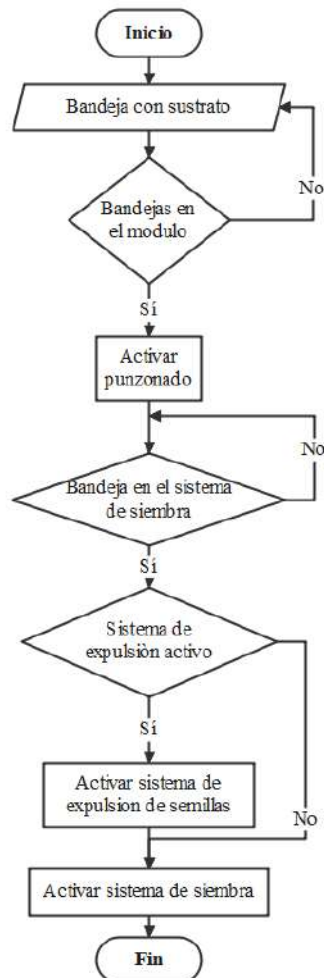 Inicio
Bandeja con sustrato
No
Bandejas en
el modulo
Sí
Activar
punzonado
No
Bandeja en el sistema
de siembra
Sí
Sistema de
expulsiòn activo
Sí
Activar sistema de
expulsion de semillas
No
Activar sistema de siembra
Fin